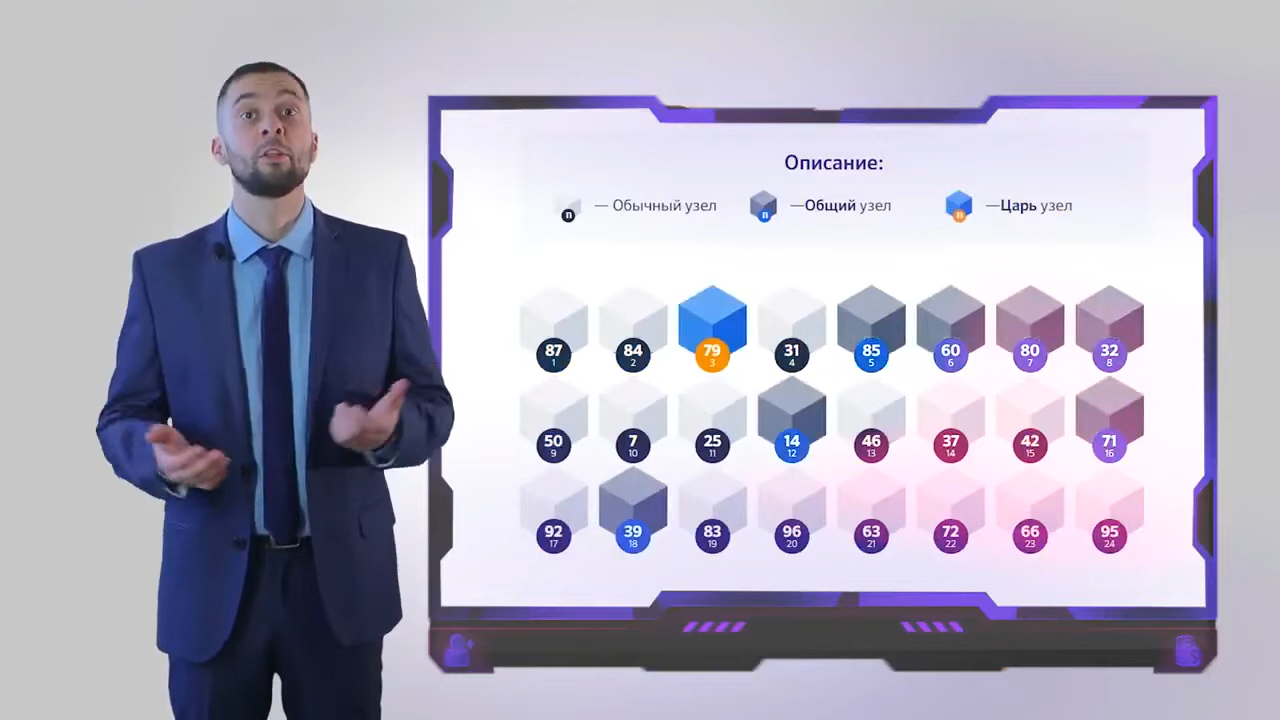 Описание:
n — Обычный узел n —Общий узел n —Царь узел
87 84 79 31 85 60 80 32
1 2 3 4 5 6 7 8
50 7 25 14 46 37 42 71
9 10 11 12 13 14 15 16
92 39 83 96 63 72 66 95
17 18 19 20 21 22 23 24